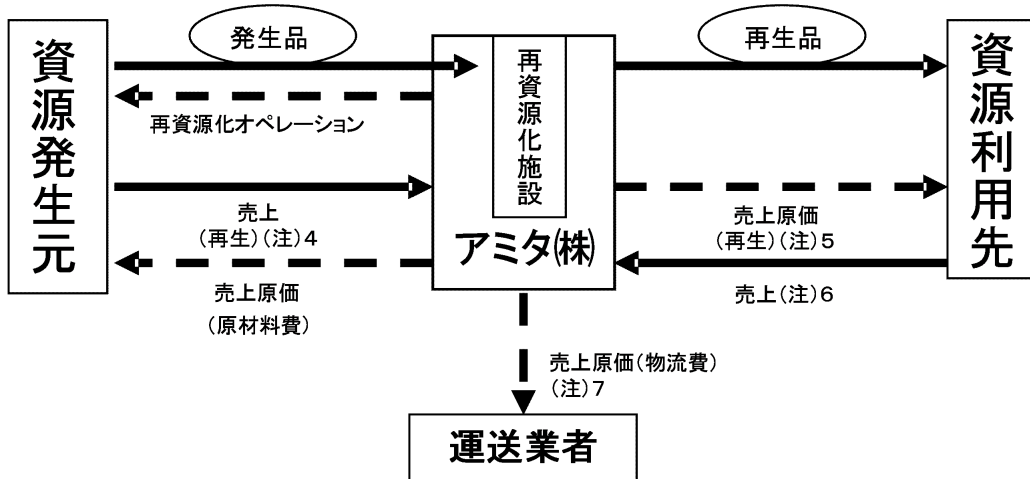 資源発生元
発生品
再資源化オペレーション
売上
(再生)(注)4
売上原価
(原材料費)
再資源化施設
アミタ㈱
再生品
売上原価
(再生)(注)5
売上(注)6
資源利用先
売上原価(物流費)
(注)7
運送業者